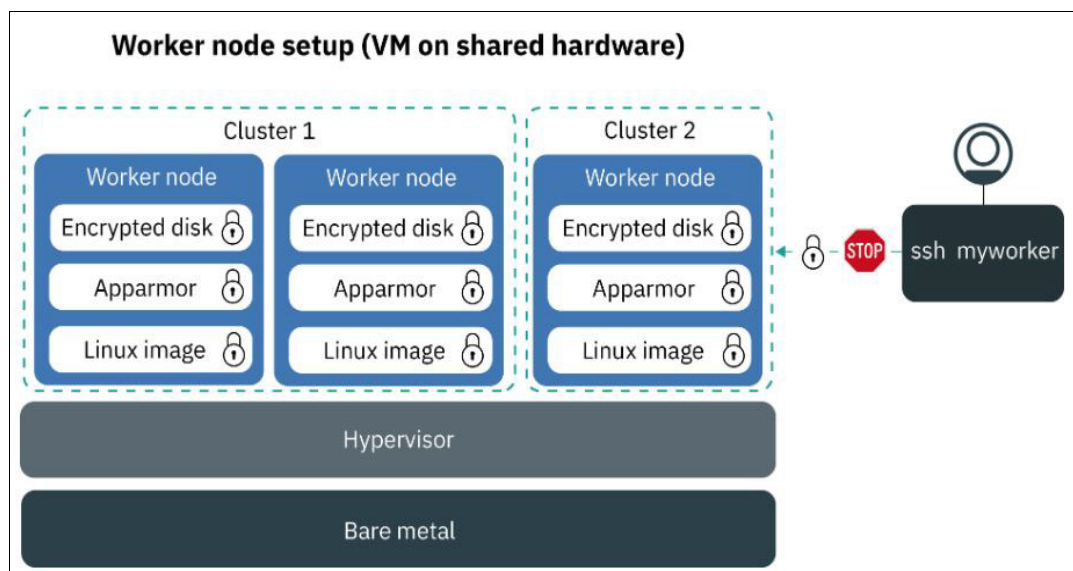 Worker node setup (VM on shared hardware)
Cluster 1
Cluster 2
Worker node
Worker node
Worker node
Encrypted disk
Encrypted disk
Encrypted disk
STOP
ssh myworker
Apparmor
Apparmor
Apparmor
Linux image
Linux image
Linux image
Hypervisor
Bare metal